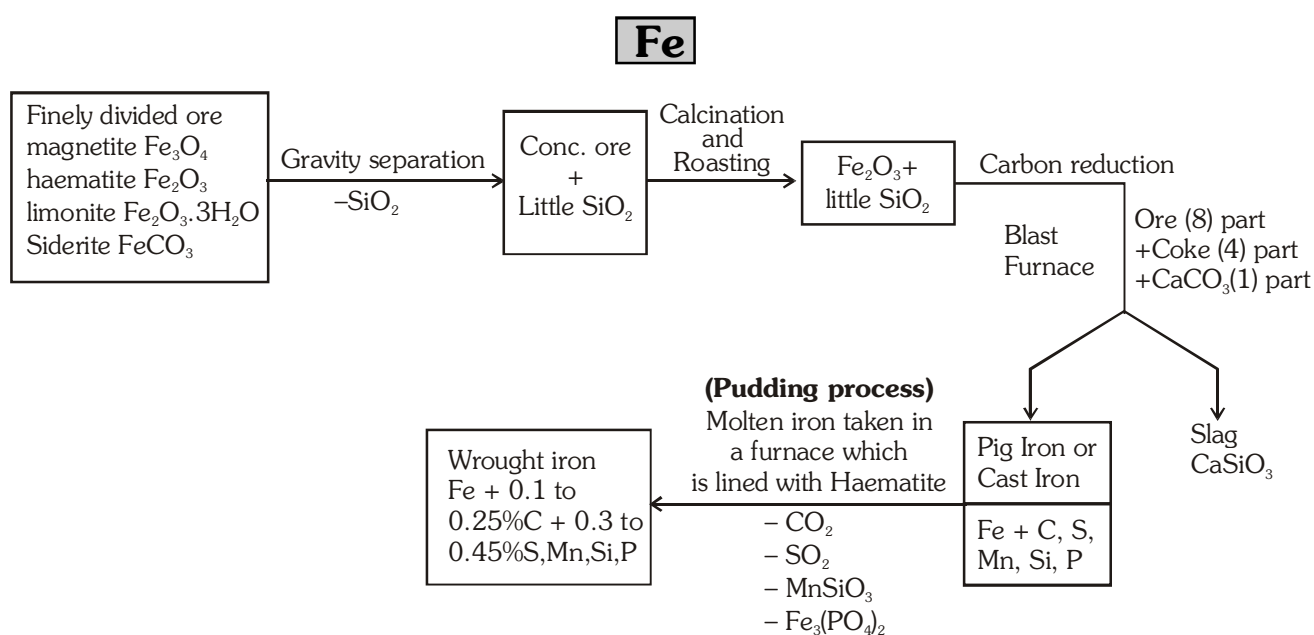 Fe
Finely divided ore
magnetite Fe₃O₄
haematite Fe₂O₃
limonite Fe₂O₃.3H₂O
Siderite FeCO₃
Gravity separation
–SiO₂
Conc. ore
+
Little SiO₂
Calcination
and
Roasting
Fe₂O₃+
little SiO₂
Carbon reduction
Blast
Furnace
Ore (8) part
+Coke (4) part
+CaCO₃(1) part
Slag
CaSiO₃
Pig Iron or
Cast Iron
Fe + C, S,
Mn, Si, P
(Pudding process)
Molten iron taken in
a furnace which
is lined with Haematite
– CO₂
– SO₂
– MnSiO₃
– Fe₃(PO₄)₂
Wrought iron
Fe + 0.1 to
0.25%C + 0.3 to
0.45%S,Mn,Si,P